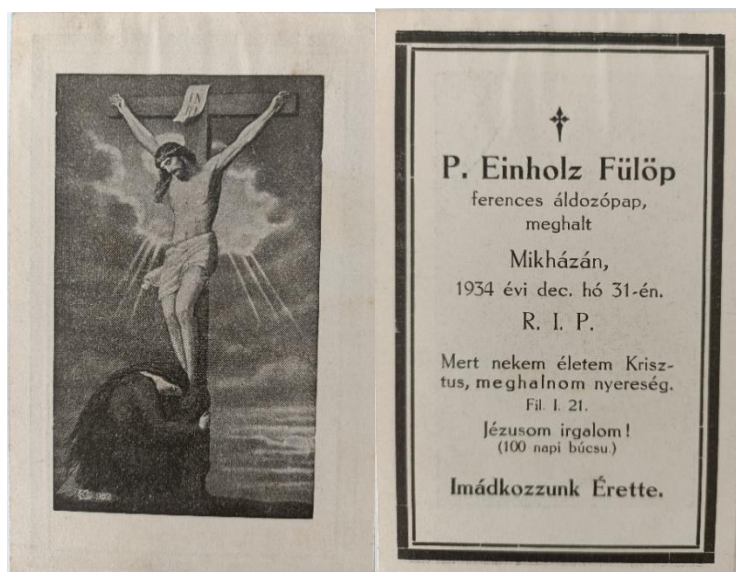 P. Einholz Fülöp
ferences áldozópap,
meghalt
Mikházán,
1934 évi dec. hó 31-én.
R. I. P.
Mert nekem életem Krisz-
tus, meghalnom nyereség.
Fil. I. 21.
Jézusom irgalom!
(100 napi búcsu.)
Imádkozzunk Érette.